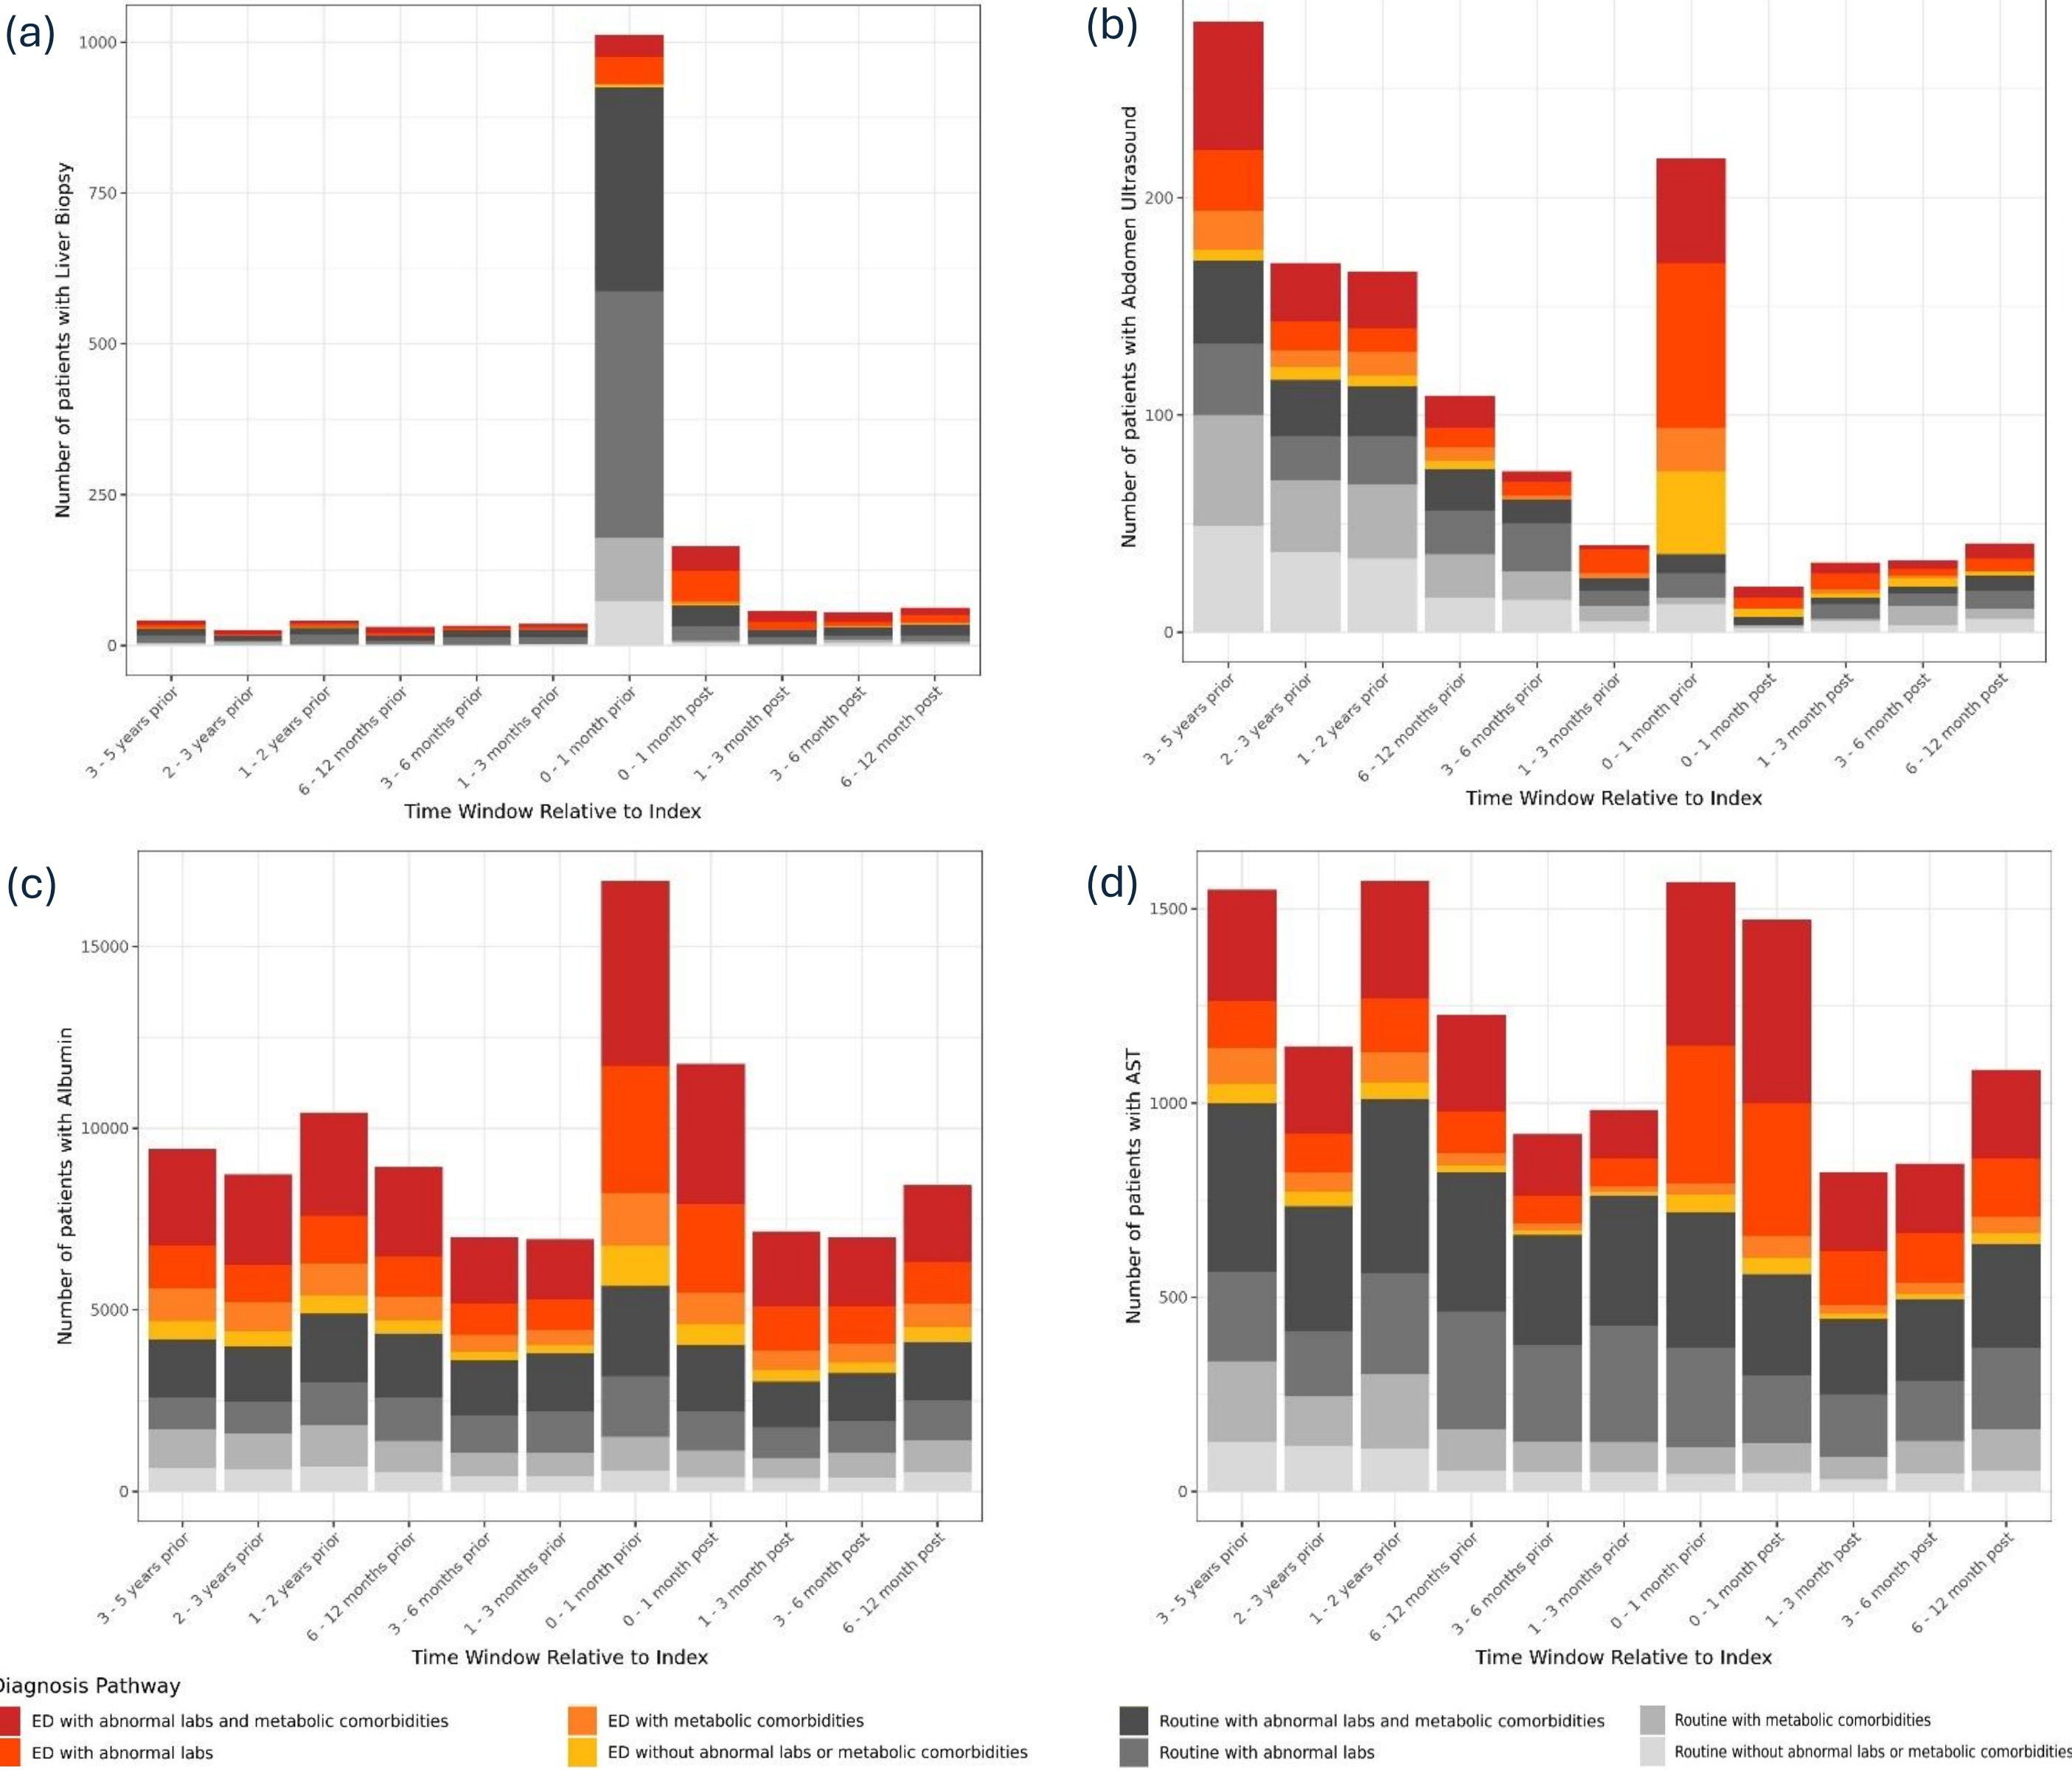 (a)
Number of patients with Liver Biopsy
1000
750
500
250
0
3 - 5 years prior
2 - 3 years prior
1 - 2 years prior
6 - 12 months prior
3 - 6 months prior
1 - 3 months prior
0 - 1 month prior
0 - 1 month post
1 - 3 month post
3 - 6 month post
6 - 12 month post
Time Window Relative to Index
(b)
Number of patients with Abdomen Ultrasound
200
100
0
3 - 5 years prior
2 - 3 years prior
1 - 2 years prior
6 - 12 months prior
3 - 6 months prior
1 - 3 months prior
0 - 1 month prior
0 - 1 month post
1 - 3 month post
3 - 6 month post
6 - 12 month post
Time Window Relative to Index
(c)
Number of patients with Albumin
15000
10000
5000
0
3 - 5 years prior
2 - 3 years prior
1 - 2 years prior
6 - 12 months prior
3 - 6 months prior
1 - 3 months prior
0 - 1 month prior
0 - 1 month post
1 - 3 month post
3 - 6 month post
6 - 12 month post
Time Window Relative to Index
(d)
Number of patients with AST
1500
1000
500
0
3 - 5 years prior
2 - 3 years prior
1 - 2 years prior
6 - 12 months prior
3 - 6 months prior
1 - 3 months prior
0 - 1 month prior
0 - 1 month post
1 - 3 month post
3 - 6 month post
6 - 12 month post
Time Window Relative to Index
Diagnosis Pathway
ED with abnormal labs and metabolic comorbidities
ED with abnormal labs
ED with metabolic comorbidities
ED without abnormal labs or metabolic comorbidities
Routine with abnormal labs and metabolic comorbidities
Routine with abnormal labs
Routine with metabolic comorbidities
Routine without abnormal labs or metabolic comorbidities